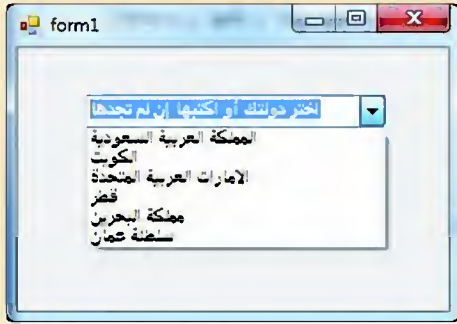 form1
اختر دولتك أو اكتبها إن لم تجدها
المملكة العربية السعودية
الكويت
الامارات العربية المتحدة
قطر
مملكة البحرين
سلطنة عمان